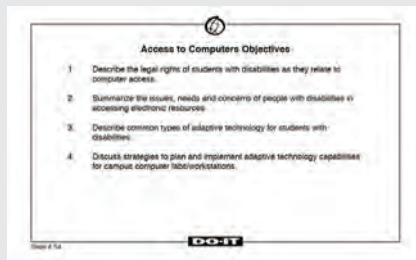 Access to Computers Objectives
1. Describe the legal rights of students with disabilities as they relate to
computer access.
2. Summarize the issues, needs and concerns of people with disabilities in
accessing electronic resources.
3. Describe common types of adaptive technology for students with
disabilities.
4. Discuss strategies to plan and implement adaptive technology capabilities
for campus computer labs/workstations.
DO-IT